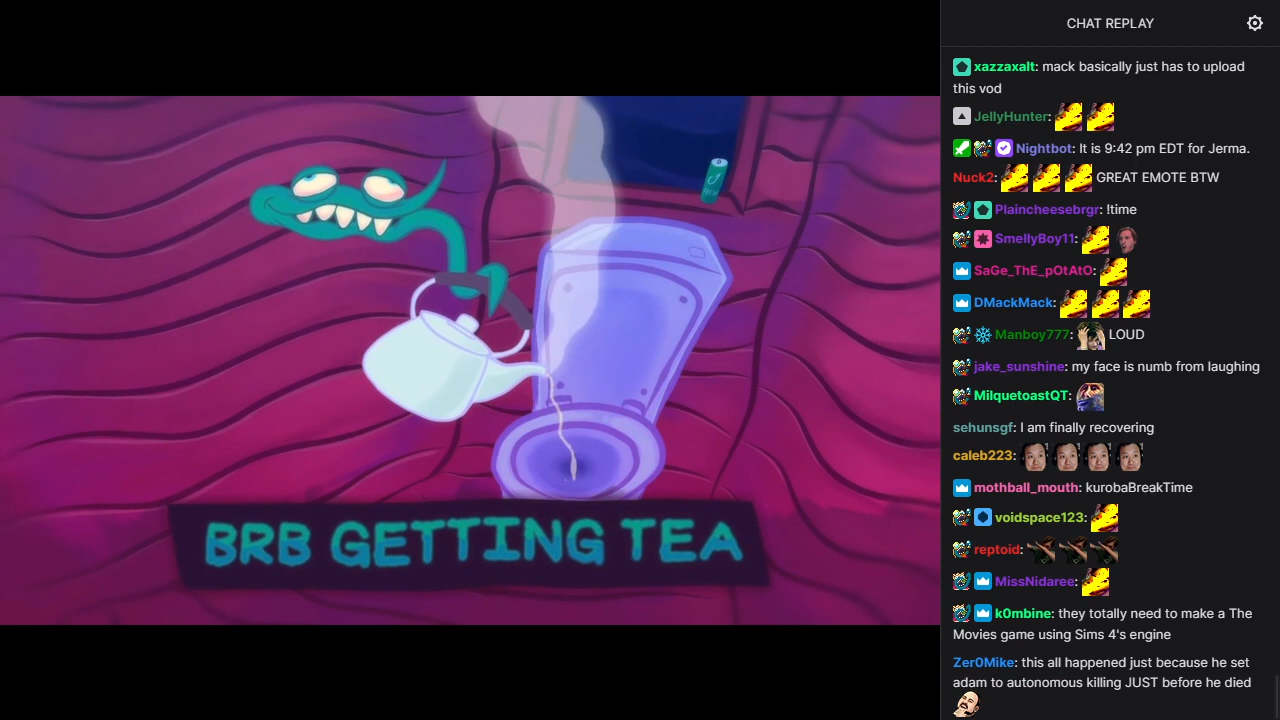 BRB GETTING TEA
CHAT REPLAY
xazzaxalt: mack basically just has to upload
this vod
JellyHunter:
Nightbot: It is 9:42 pm EDT for Jerma.
Nuck2: GREAT EMOTE BTW
Plaincheesebrgr: !time
SmellyBoy11:
SaGe_ThE_pOtAtO:
DMackMack:
Manboy777: LOUD
jake_sunshine: my face is numb from laughing
MilquetoastQT:
sehunsgf: I am finally recovering
caleb223:
mothball_mouth: kurobaBreakTime
voidspace123:
reptoid:
MissNidaree:
k0mbine: they totally need to make a The
Movies game using Sims 4's engine
Zer0Mike: this all happened just because he set
adam to autonomous killing JUST before he died